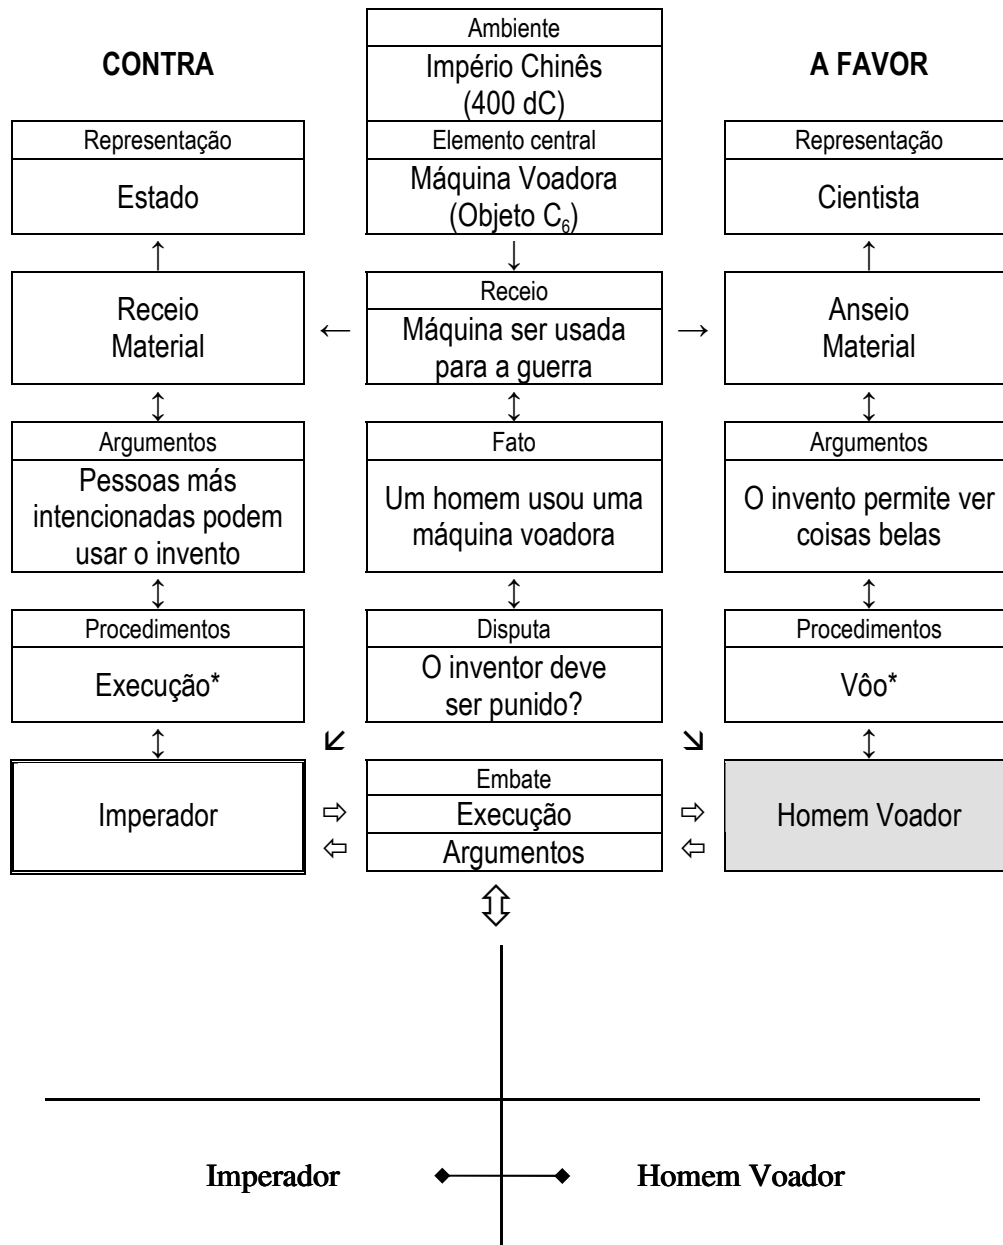 Ambiente
CONTRA
Império Chinês
(400 dC)
A FAVOR
Representação
Estado
Elemento central
Máquina Voadora
(Objeto C₆)
Representação
Cientista
↑
↓
↑
Receio
Material
←
Receio
Máquina ser usada
para a guerra
→
Anseio
Material
↕
↕
↕
Argumentos
Pessoas más
intencionadas podem
usar o invento
Fato
Um homem usou uma
máquina voadora
Argumentos
O invento permite ver
coisas belas
↕
↕
↕
Procedimentos
Execução*
Disputa
O inventor deve
ser punido?
Procedimentos
Vôo*
↕
↙
↘
↕
Imperador
⇨
⇦
Embate
Execução
Argumentos
⇨
⇦
Homem Voador
⇕
Imperador
Homem Voador